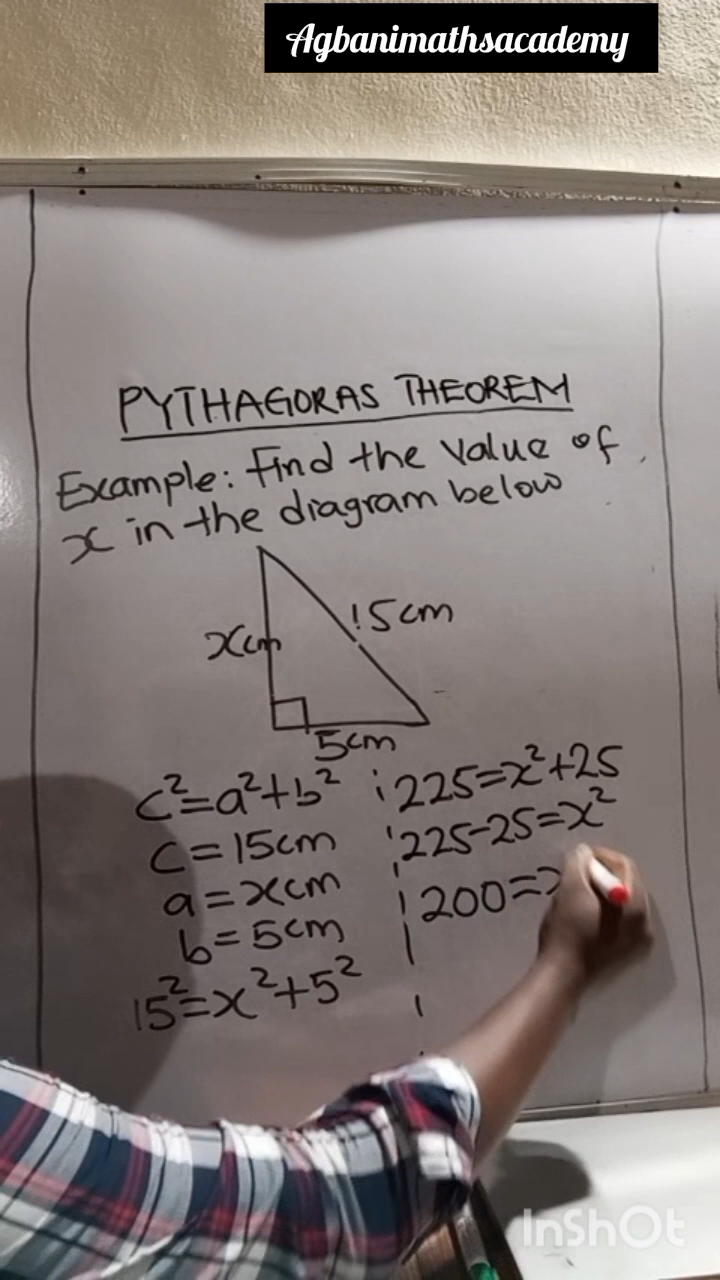 Agbanimathsacademy
PYTHAGORAS THEOREM
Example: Find the value of
x in the diagram below
xcm
15cm
5cm
c²=a²+b²
c=15cm
a=xcm
b=5cm
15²=x²+5²
225=x²+25
225-25=x²
200=
InShOt